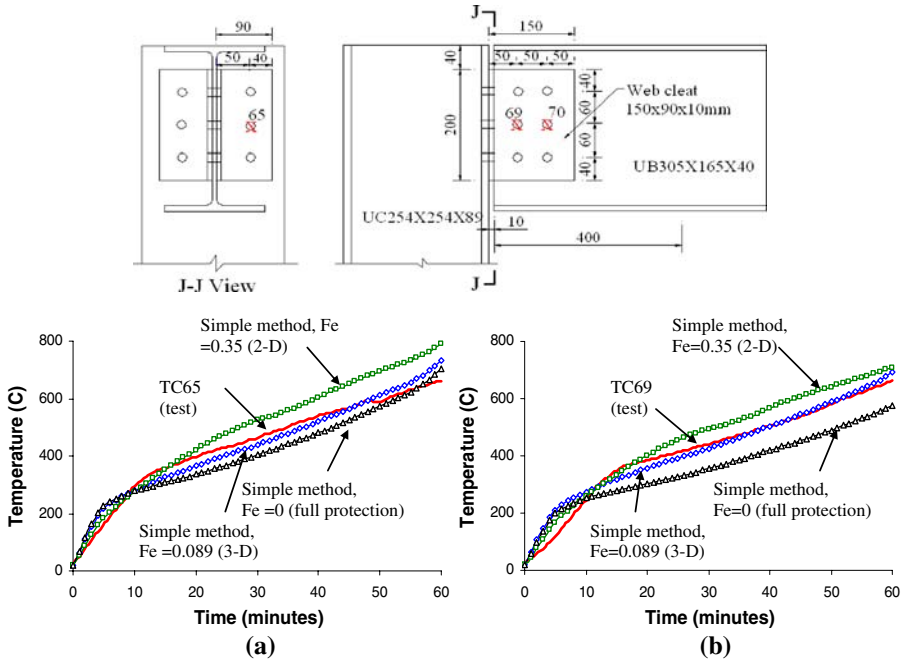 90
50
40
65
J-J View
J
150
50
50
50
40
200
69
70
40
60
60
40
Web cleat
150x90x10mm
UB305X165X40
UC254X254X89
10
400
J
800
600
400
200
0
Temperature (C)
0
10
20
30
40
50
60
Time (minutes)
Simple method, Fe
=0.35 (2-D)
TC65
(test)
Simple method,
Fe =0 (full protection)
Simple method,
Fe =0.089 (3-D)
(a)
800
600
400
200
0
Temperature (C)
0
10
20
30
40
50
60
Time (minutes)
Simple method,
Fe=0.35 (2-D)
TC69
(test)
Simple method,
Fe=0.089 (3-D)
Simple method,
Fe=0 (full protection)
(b)